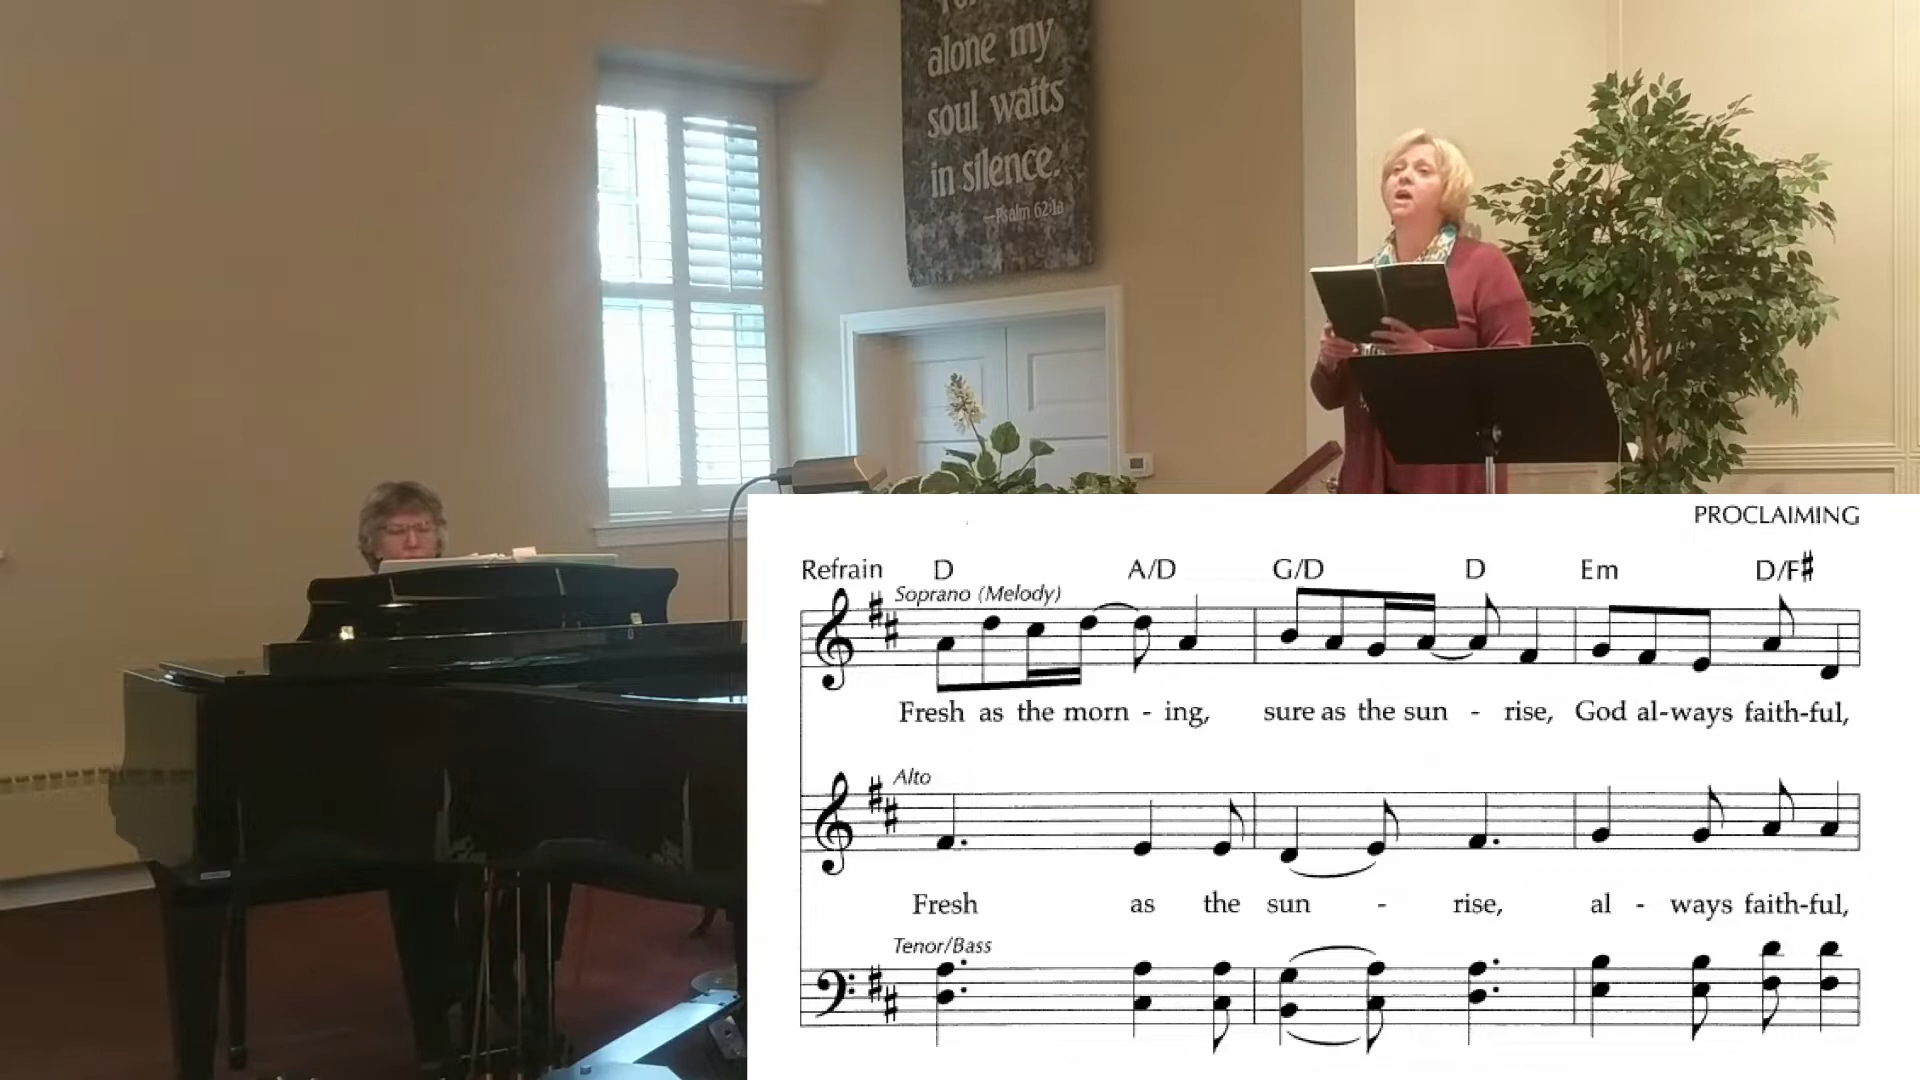 alone my
soul waits
in silence.
—Psalm 62:1a
PROCLAIMING
Refrain D A/D G/D D Em D/F♯
Soprano (Melody)
Fresh as the morn - ing, sure as the sun - rise, God al-ways faith-ful,
Alto
Fresh as the sun - rise, al - ways faith-ful,
Tenor/Bass